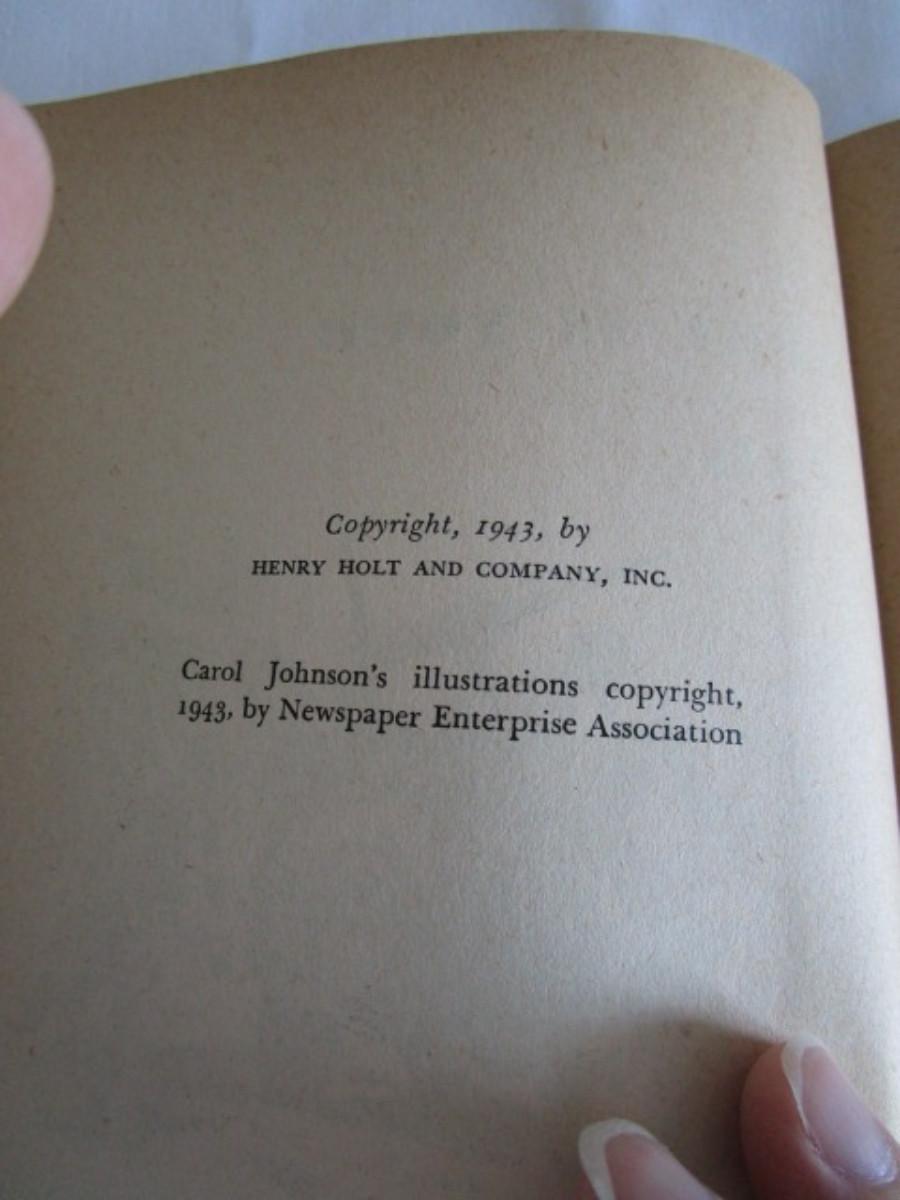 Copyright, 1943, by
HENRY HOLT AND COMPANY, INC.
Carol Johnson's illustrations copyright,
1943, by Newspaper Enterprise Association